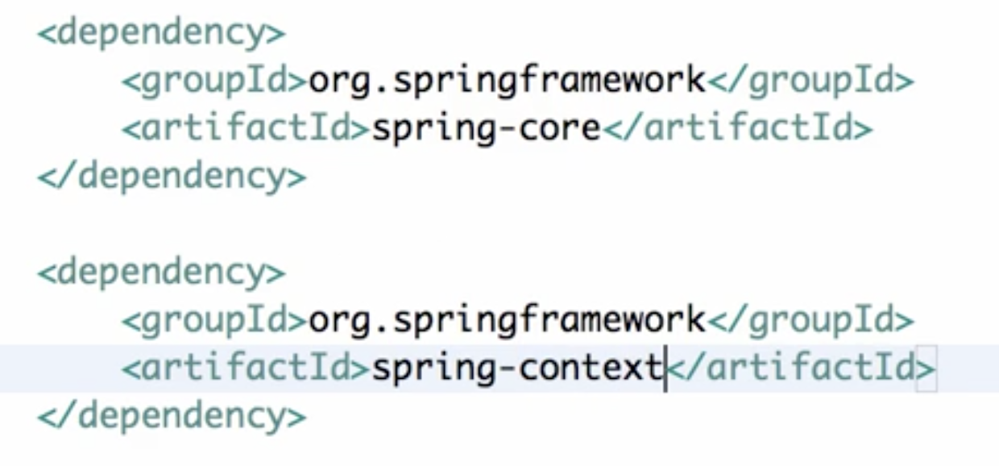 <dependency>
    <groupId>org.springframework</groupId>
    <artifactId>spring-core</artifactId>
</dependency>

<dependency>
    <groupId>org.springframework</groupId>
    <artifactId>spring-context</artifactId>
</dependency>